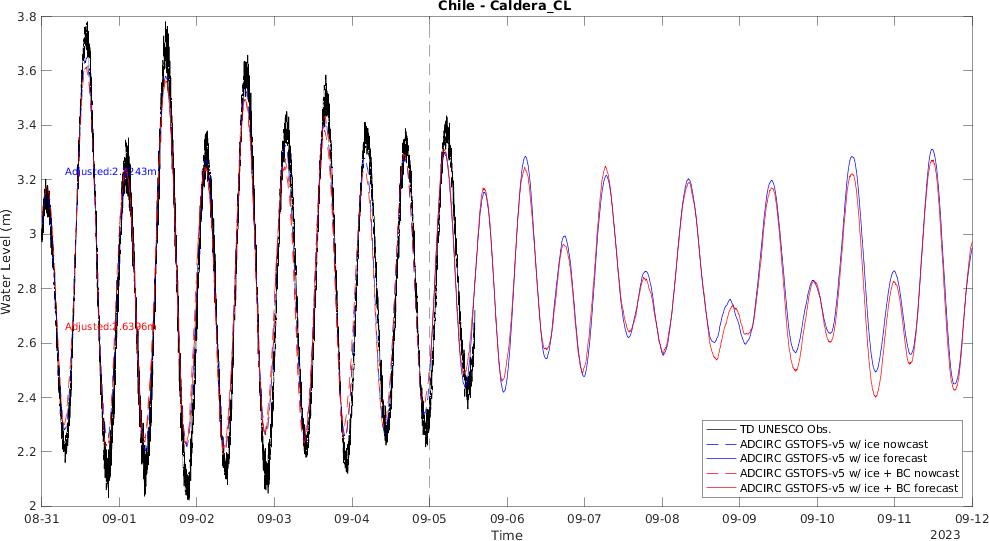 Chile - Caldera_CL
3.8
3.6
3.4
3.2
3
2.8
2.6
2.4
2.2
2
Water Level (m)
08-31 09-01 09-02 09-03 09-04 09-05 09-06 09-07 09-08 09-09 09-10 09-11 09-12
Time
2023
TD UNESCO Obs.
ADCIRC GSTOFS-v5 w/ ice nowcast
ADCIRC GSTOFS-v5 w/ ice forecast
ADCIRC GSTOFS-v5 w/ ice + BC nowcast
ADCIRC GSTOFS-v5 w/ ice + BC forecast